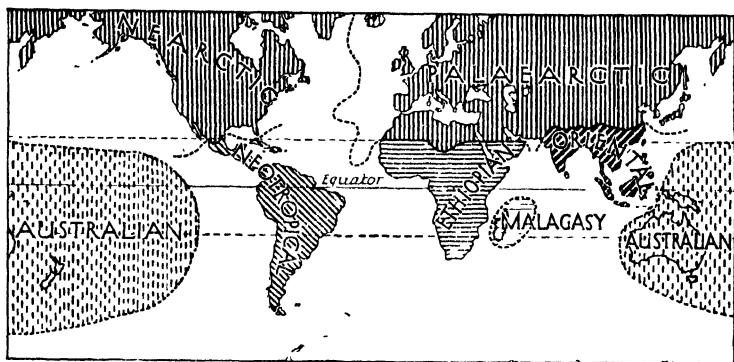 NEARCTIC
PALAEARCTIC
ORIENTAL
NEOTROPICAL
Equator
ETHIOPIAN
MALAGASY
AUSTRALIAN
AUSTRALIAN